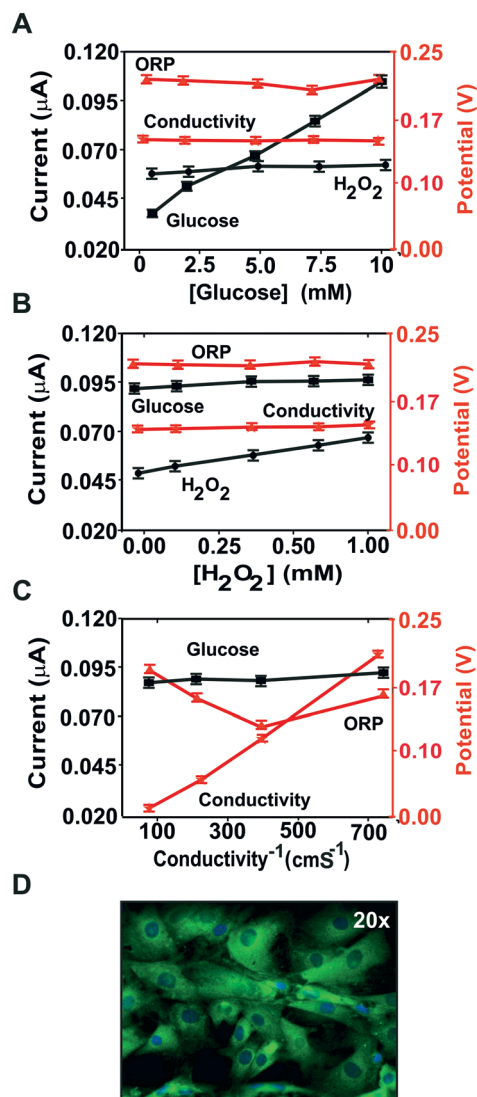 A
0.120
0.095
0.070
0.045
0.020
Current (μA)
ORP
Conductivity
H2O2
Glucose
0.25
0.17
0.10
0.00
Potential (V)
0 2.5 5.0 7.5 10
[Glucose] (mM)
B
0.120
0.095
0.070
0.045
0.020
Current (μA)
ORP
Glucose
Conductivity
H2O2
0.25
0.17
0.10
0.00
Potential (V)
0.00 0.25 0.50 1.00
[H2O2] (mM)
C
0.120
0.095
0.070
0.045
0.020
Current (μA)
Glucose
ORP
Conductivity
0.25
0.17
0.10
0.00
Potential (V)
100 300 500 700
Conductivity-1(cmS-1)
D
20x